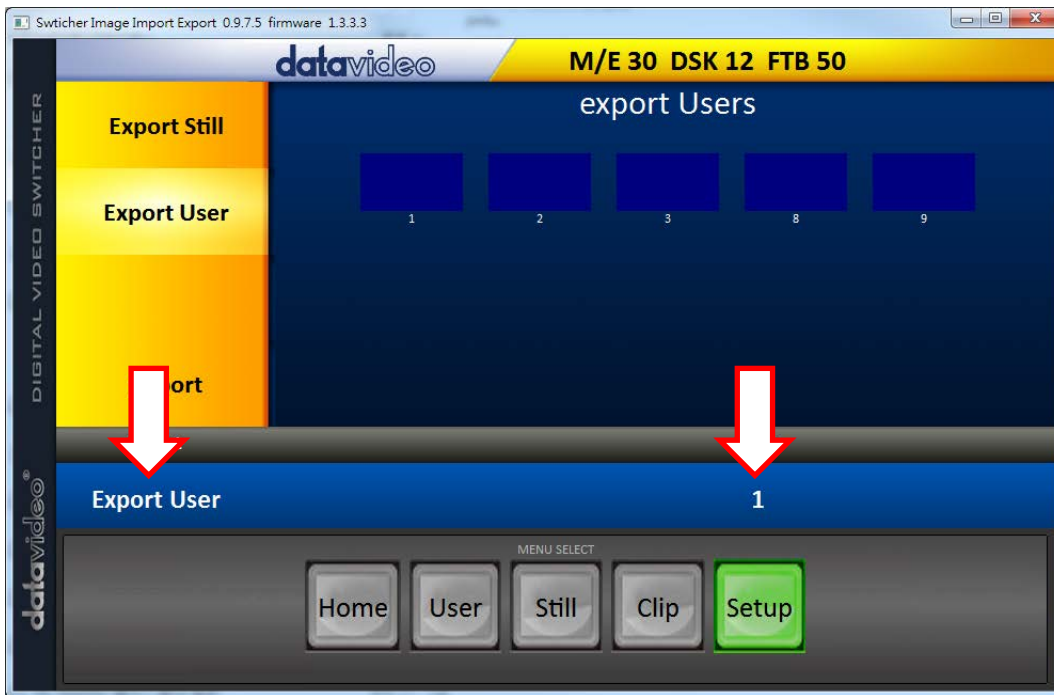 Swticher Image Import Export 0.9.7.5 firmware 1.3.3.3
datavideo
M/E 30 DSK 12 FTB 50
DIGITAL VIDEO SWITCHER
datavideo ®
export Users
Export Still
Export User
1 2 3 8 9
ort
Export User 1
MENU SELECT
Home User Still Clip Setup